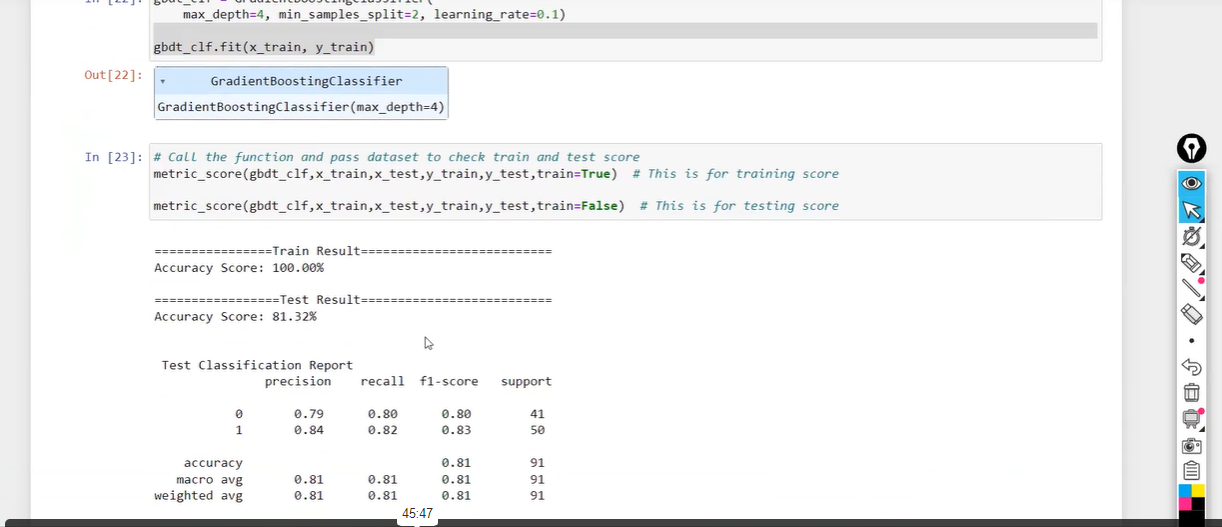 In [22]: gbdt_clf = GradientBoostingClassifier(
max_depth=4, min_samples_split=2, learning_rate=0.1)
gbdt_clf.fit(x_train, y_train)
Out[22]:
GradientBoostingClassifier
GradientBoostingClassifier(max_depth=4)
In [23]: # Call the function and pass dataset to check train and test score
metric_score(gbdt_clf,x_train,x_test,y_train,y_test,train=True) # This is for training score
metric_score(gbdt_clf,x_train,x_test,y_train,y_test,train=False) # This is for testing score
================Train Result==========================
Accuracy Score: 100.00%
=================Test Result==========================
Accuracy Score: 81.32%
Test Classification Report
precision recall f1-score support
0 0.79 0.80 0.80 41
1 0.84 0.82 0.83 50
accuracy 0.81 91
macro avg 0.81 0.81 0.81 91
weighted avg 0.81 0.81 0.81 91
45:47